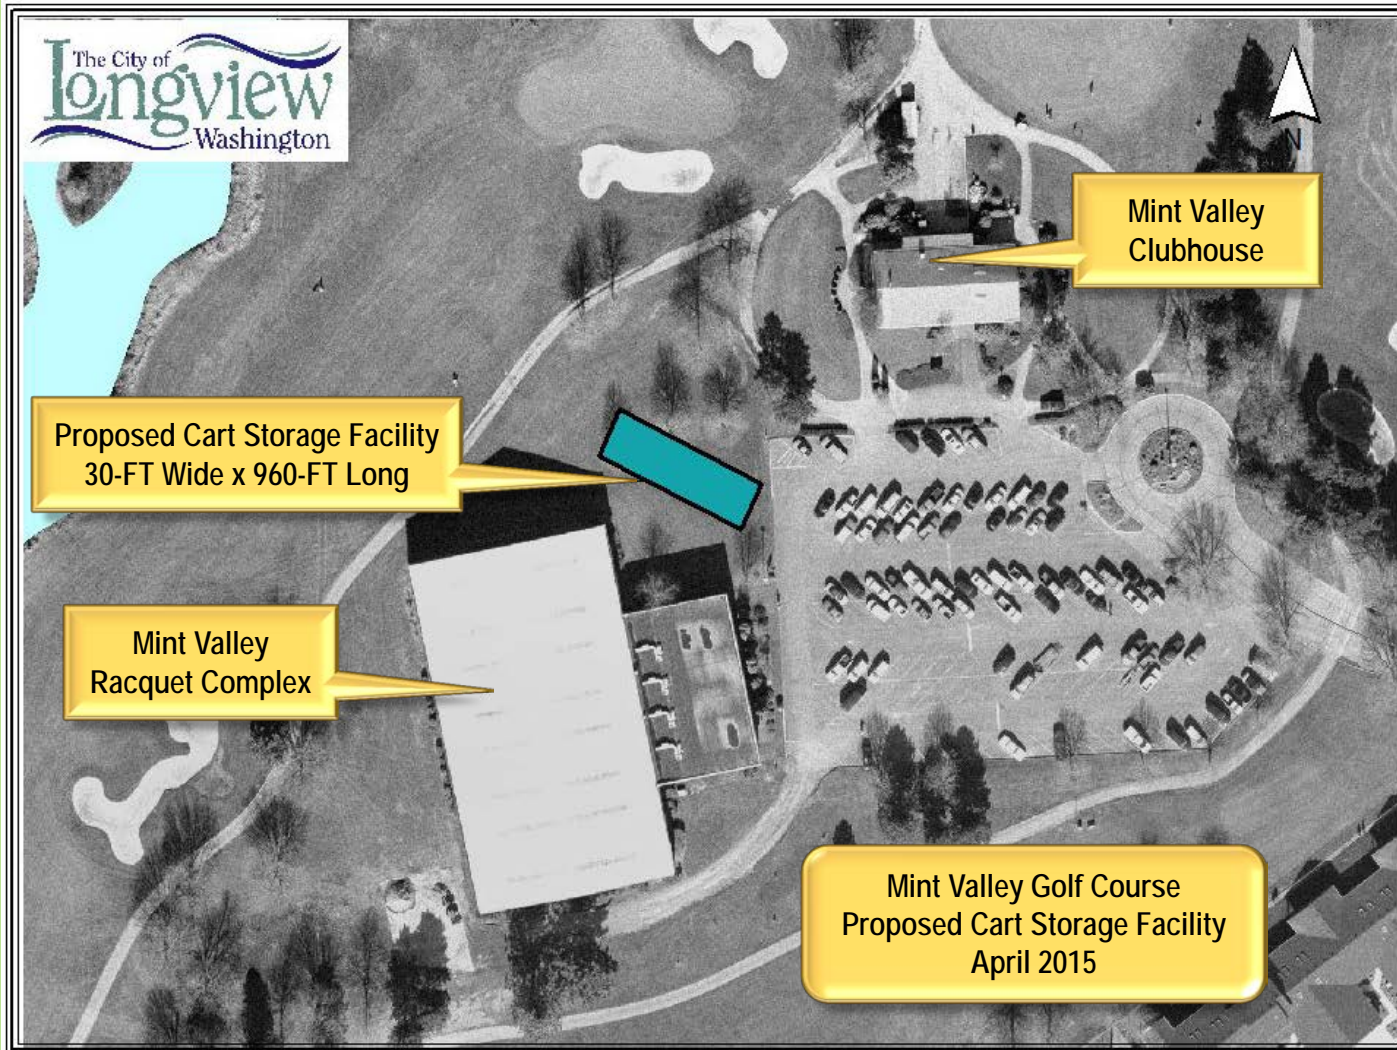 The City of
Longview
Washington
N
Mint Valley
Clubhouse
Proposed Cart Storage Facility
30-FT Wide x 960-FT Long
Mint Valley
Racquet Complex
Mint Valley Golf Course
Proposed Cart Storage Facility
April 2015